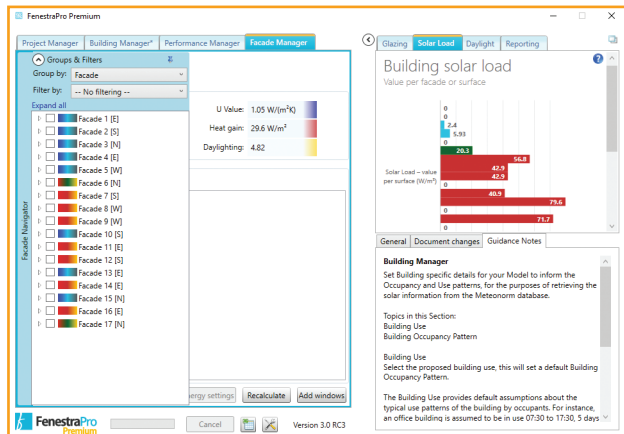 FenestraPro Premium
Project Manager Building Manager* Performance Manager Facade Manager
Groups & Filters
Group by: Facade
Filter by: -- No filtering --
Expand all
Facade 1 [E]
Facade 2 [S]
Facade 3 [N]
Facade 4 [E]
Facade 5 [W]
Facade 6 [N]
Facade 7 [S]
Facade 8 [W]
Facade 9 [W]
Facade 10 [S]
Facade 11 [E]
Facade 12 [S]
Facade 13 [E]
Facade 14 [E]
Facade 15 [N]
Facade 16 [E]
Facade 17 [N]
Facade Navigator
U Value: 1.05 W/(m²K)
Heat gain: 29.6 W/m²
Daylighting: 4.82
ergy settings Recalculate Add windows
FenestraPro
Premium
Cancel
Version 3.0 RC3
Glazing Solar Load Daylight Reporting
Building solar load
?
Value per facade or surface
Solar Load – value
per surface (W/m²)
0
0
2.4
5.93
0
20.3
56.8
42.9
42.9
0
40.9
79.6
0
71.7
0
General Document changes Guidance Notes
Building Manager
Set Building specific details for your Model to inform the
Occupancy and Use patterns, for the purposes of retrieving the
solar information from the Meteonorm database.
Topics in this Section:
Building Use
Building Occupancy Pattern
Building Use
Select the proposed building use, this will set a default Building
Occupancy Pattern.
The Building Use provides default assumptions about the
typical use patterns of the building by occupants. For instance,
an office building is assumed to be in use 07:30 to 17:30, 5 days